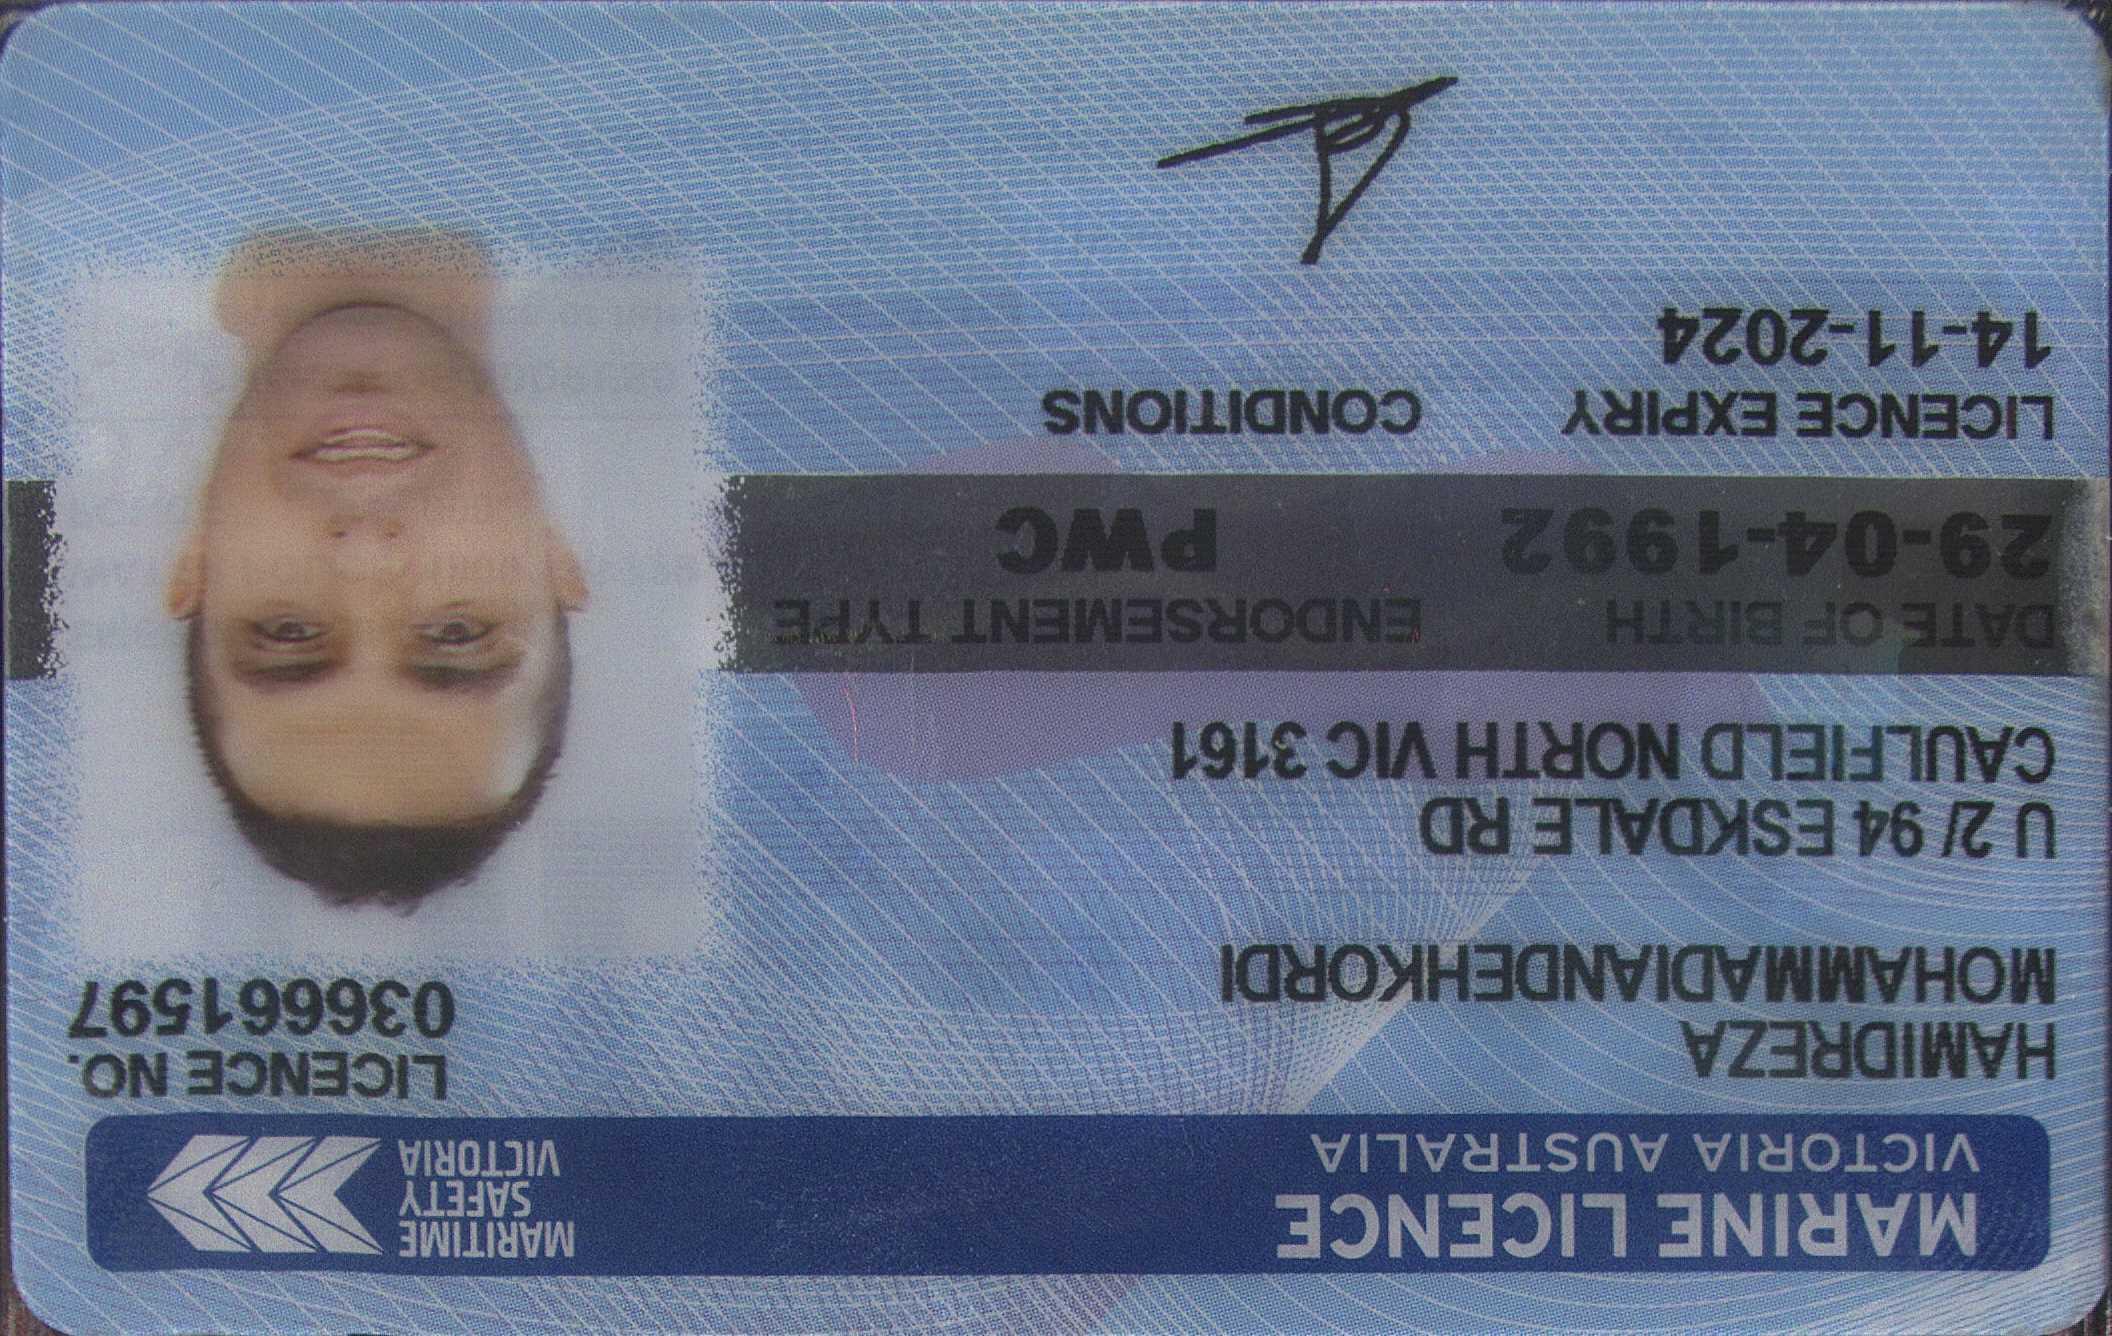 MARINE LICENCE
VICTORIA AUSTRALIA
MARITIME
SAFETY
VICTORIA
HAMIDREZA
MOHAMMADIANDEHKORDI
LICENCE NO.
036661597
U 2/ 94 ESKDALE RD
CAULFIELD NORTH VIC 3161
DATE OF BIRTH
29-04-1992
ENDORSEMENT TYPE
PWC
LICENCE EXPIRY
14-11-2024
CONDITIONS